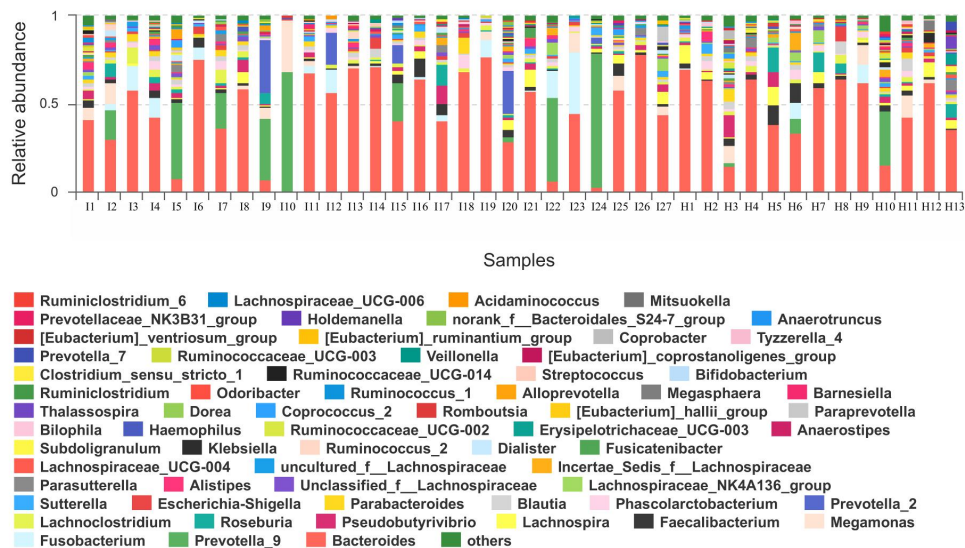 Relative abundance
1
0.5
0
I1 I2 I3 I4 I5 I6 I7 I8 I9 I10 I11 I12 I13 I14 I15 I16 I17 I18 I19 I20 I21 I22 I23 I24 I25 I26 I27 H1 H2 H3 H4 H5 H6 H7 H8 H9 H10 H11 H12 H13
Samples
Ruminiclostridium_6 Lachnospiraceae_UCG-006 Acidaminococcus Mitsuokella
Prevotellaceae_NK3B31_group Holdemanella norank_f__Bacteroidales_S24-7_group Anaerotruncus
[Eubacterium]_ventriosum_group [Eubacterium]_ruminantium_group Coprobacter Tyzzerella_4
Prevotella_7 Ruminococcaceae_UCG-003 Veillonella [Eubacterium]_coprostanoligenes_group
Clostridium_sensu_stricto_1 Ruminococcaceae_UCG-014 Streptococcus Bifidobacterium
Ruminiclostridium Odoribacter Ruminococcus_1 Alloprevotella Megasphaera Barnesiella
Thalassospira Dorea Coprococcus_2 Romboutsia [Eubacterium]_hallii_group Paraprevotella
Bilophila Haemophilus Ruminococcaceae_UCG-002 Erysipelotrichaceae_UCG-003 Anaerostipes
Subdoligranulum Klebsiella Ruminococcus_2 Dialister Fusicatenibacter
Lachnospiraceae_UCG-004 uncultured_f__Lachnospiraceae Incertae_Sedis_f__Lachnospiraceae
Parasutterella Alistipes Unclassified_f__Lachnospiraceae Lachnospiraceae_NK4A136_group
Sutterella Escherichia-Shigella Parabacteroides Blautia Phascolarctobacterium Prevotella_2
Lachnoclostridium Roseburia Pseudobutyrivibrio Lachnospira Faecalibacterium Megamonas
Fusobacterium Prevotella_9 Bacteroides others